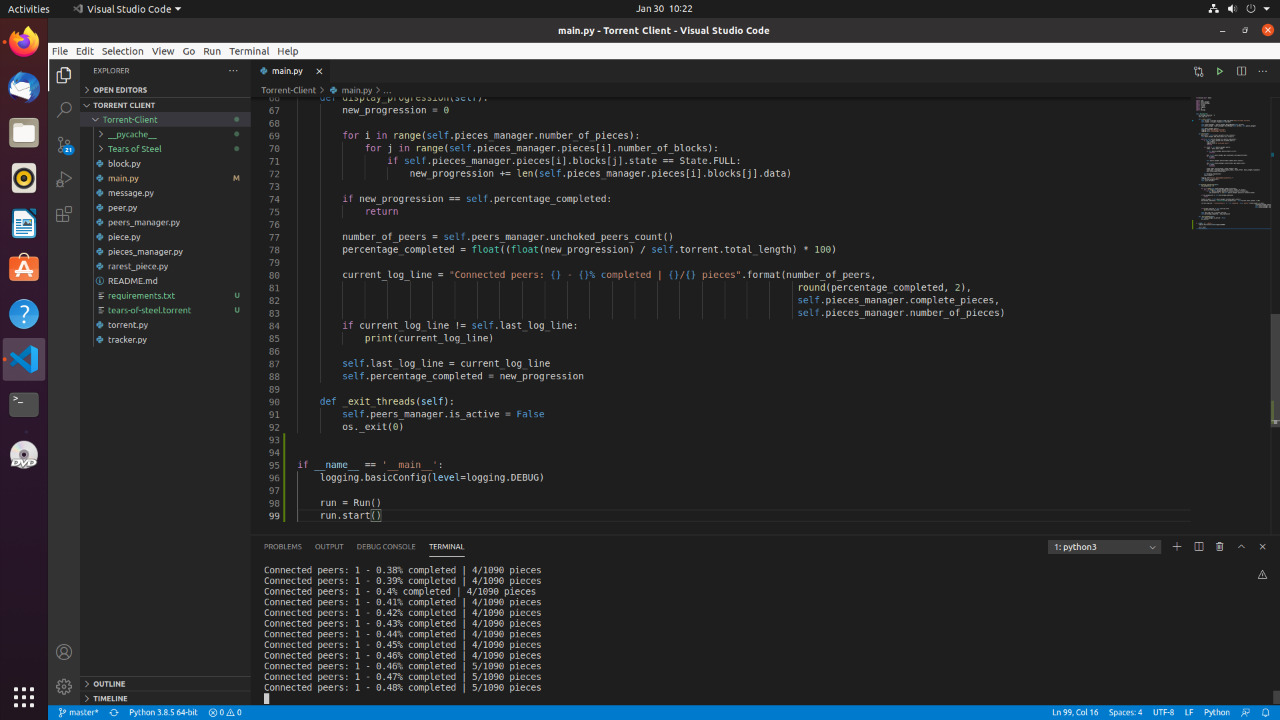 Activities
Visual Studio Code
Jan 30 10:22
main.py - Torrent Client - Visual Studio Code
File Edit Selection View Go Run Terminal Help
EXPLORER
OPEN EDITORS
TORRENT CLIENT
Torrent-Client
__pycache__
Tears of Steel
block.py
main.py M
message.py
peer.py
peers_manager.py
piece.py
pieces_manager.py
rarest_piece.py
README.md
requirements.txt U
tears-of-steel.torrent U
torrent.py
tracker.py
OUTLINE
TIMELINE
21
main.py
Torrent-Client > main.py > ...
66 def display_progression(self):
67 new_progression = 0
68
69 for i in range(self.pieces_manager.number_of_pieces):
70 for j in range(self.pieces_manager.pieces[i].number_of_blocks):
71 if self.pieces_manager.pieces[i].blocks[j].state == State.FULL:
72 new_progression += len(self.pieces_manager.pieces[i].blocks[j].data)
73
74 if new_progression == self.percentage_completed:
75 return
76
77 number_of_peers = self.peers_manager.unchoked_peers_count()
78 percentage_completed = float((float(new_progression) / self.torrent.total_length) * 100)
79
80 current_log_line = "Connected peers: {} - {}% completed | {}/{} pieces".format(number_of_peers,
81 round(percentage_completed, 2),
82 self.pieces_manager.complete_pieces,
83 self.pieces_manager.number_of_pieces)
84 if current_log_line != self.last_log_line:
85 print(current_log_line)
86
87 self.last_log_line = current_log_line
88 self.percentage_completed = new_progression
89
90 def _exit_threads(self):
91 self.peers_manager.is_active = False
92 os._exit(0)
93
94
95 if __name__ == '__main__':
96 logging.basicConfig(level=logging.DEBUG)
97
98 run = Run()
99 run.start()
PROBLEMS OUTPUT DEBUG CONSOLE TERMINAL
1: python3
Connected peers: 1 - 0.38% completed | 4/1090 pieces
Connected peers: 1 - 0.39% completed | 4/1090 pieces
Connected peers: 1 - 0.4% completed | 4/1090 pieces
Connected peers: 1 - 0.41% completed | 4/1090 pieces
Connected peers: 1 - 0.42% completed | 4/1090 pieces
Connected peers: 1 - 0.43% completed | 4/1090 pieces
Connected peers: 1 - 0.44% completed | 4/1090 pieces
Connected peers: 1 - 0.45% completed | 4/1090 pieces
Connected peers: 1 - 0.46% completed | 4/1090 pieces
Connected peers: 1 - 0.46% completed | 5/1090 pieces
Connected peers: 1 - 0.47% completed | 5/1090 pieces
Connected peers: 1 - 0.48% completed | 5/1090 pieces
DVD
master*
Python 3.8.5 64-bit
0 0
Ln 99, Col 16
Spaces: 4
UTF-8
LF
Python